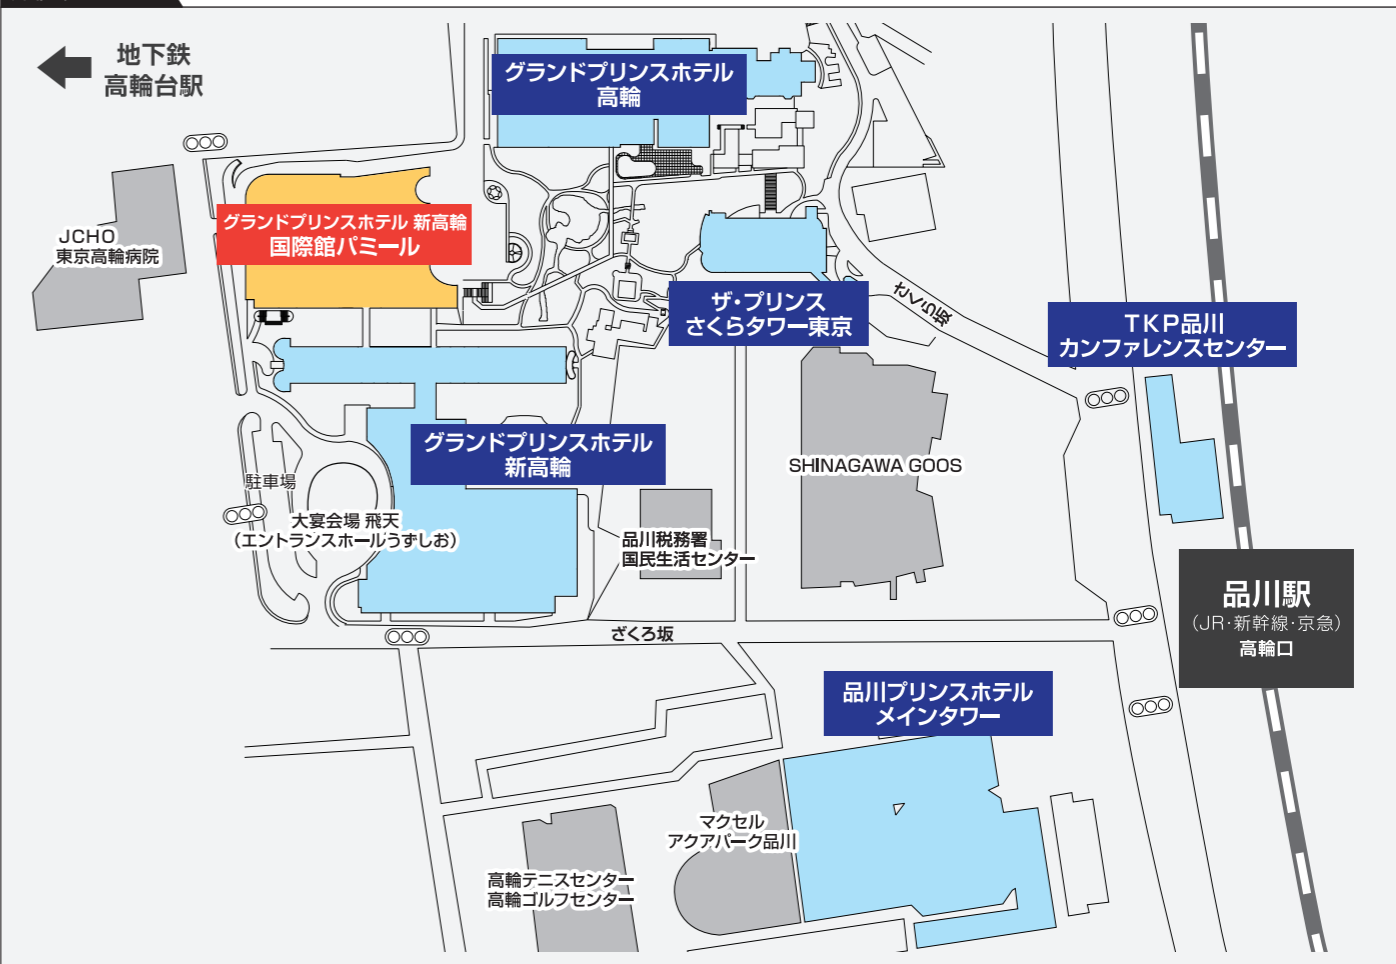 地下鉄
高輪台駅
グランドプリンスホテル
高輪
グランドプリンスホテル 新高輪
国際館パミール
JCHO
東京高輪病院
ザ・プリンス
さくらタワー東京
さくら坂
TKP品川
カンファレンスセンター
グランドプリンスホテル
新高輪
SHINAGAWA GOOS
駐車場
大宴会場 飛天
（エントランスホールうずしお）
品川税務署
国民生活センター
品川駅
（JR・新幹線・京急）
高輪口
ざくろ坂
品川プリンスホテル
メインタワー
マクセル
アクアパーク品川
高輪テニスセンター
高輪ゴルフセンター